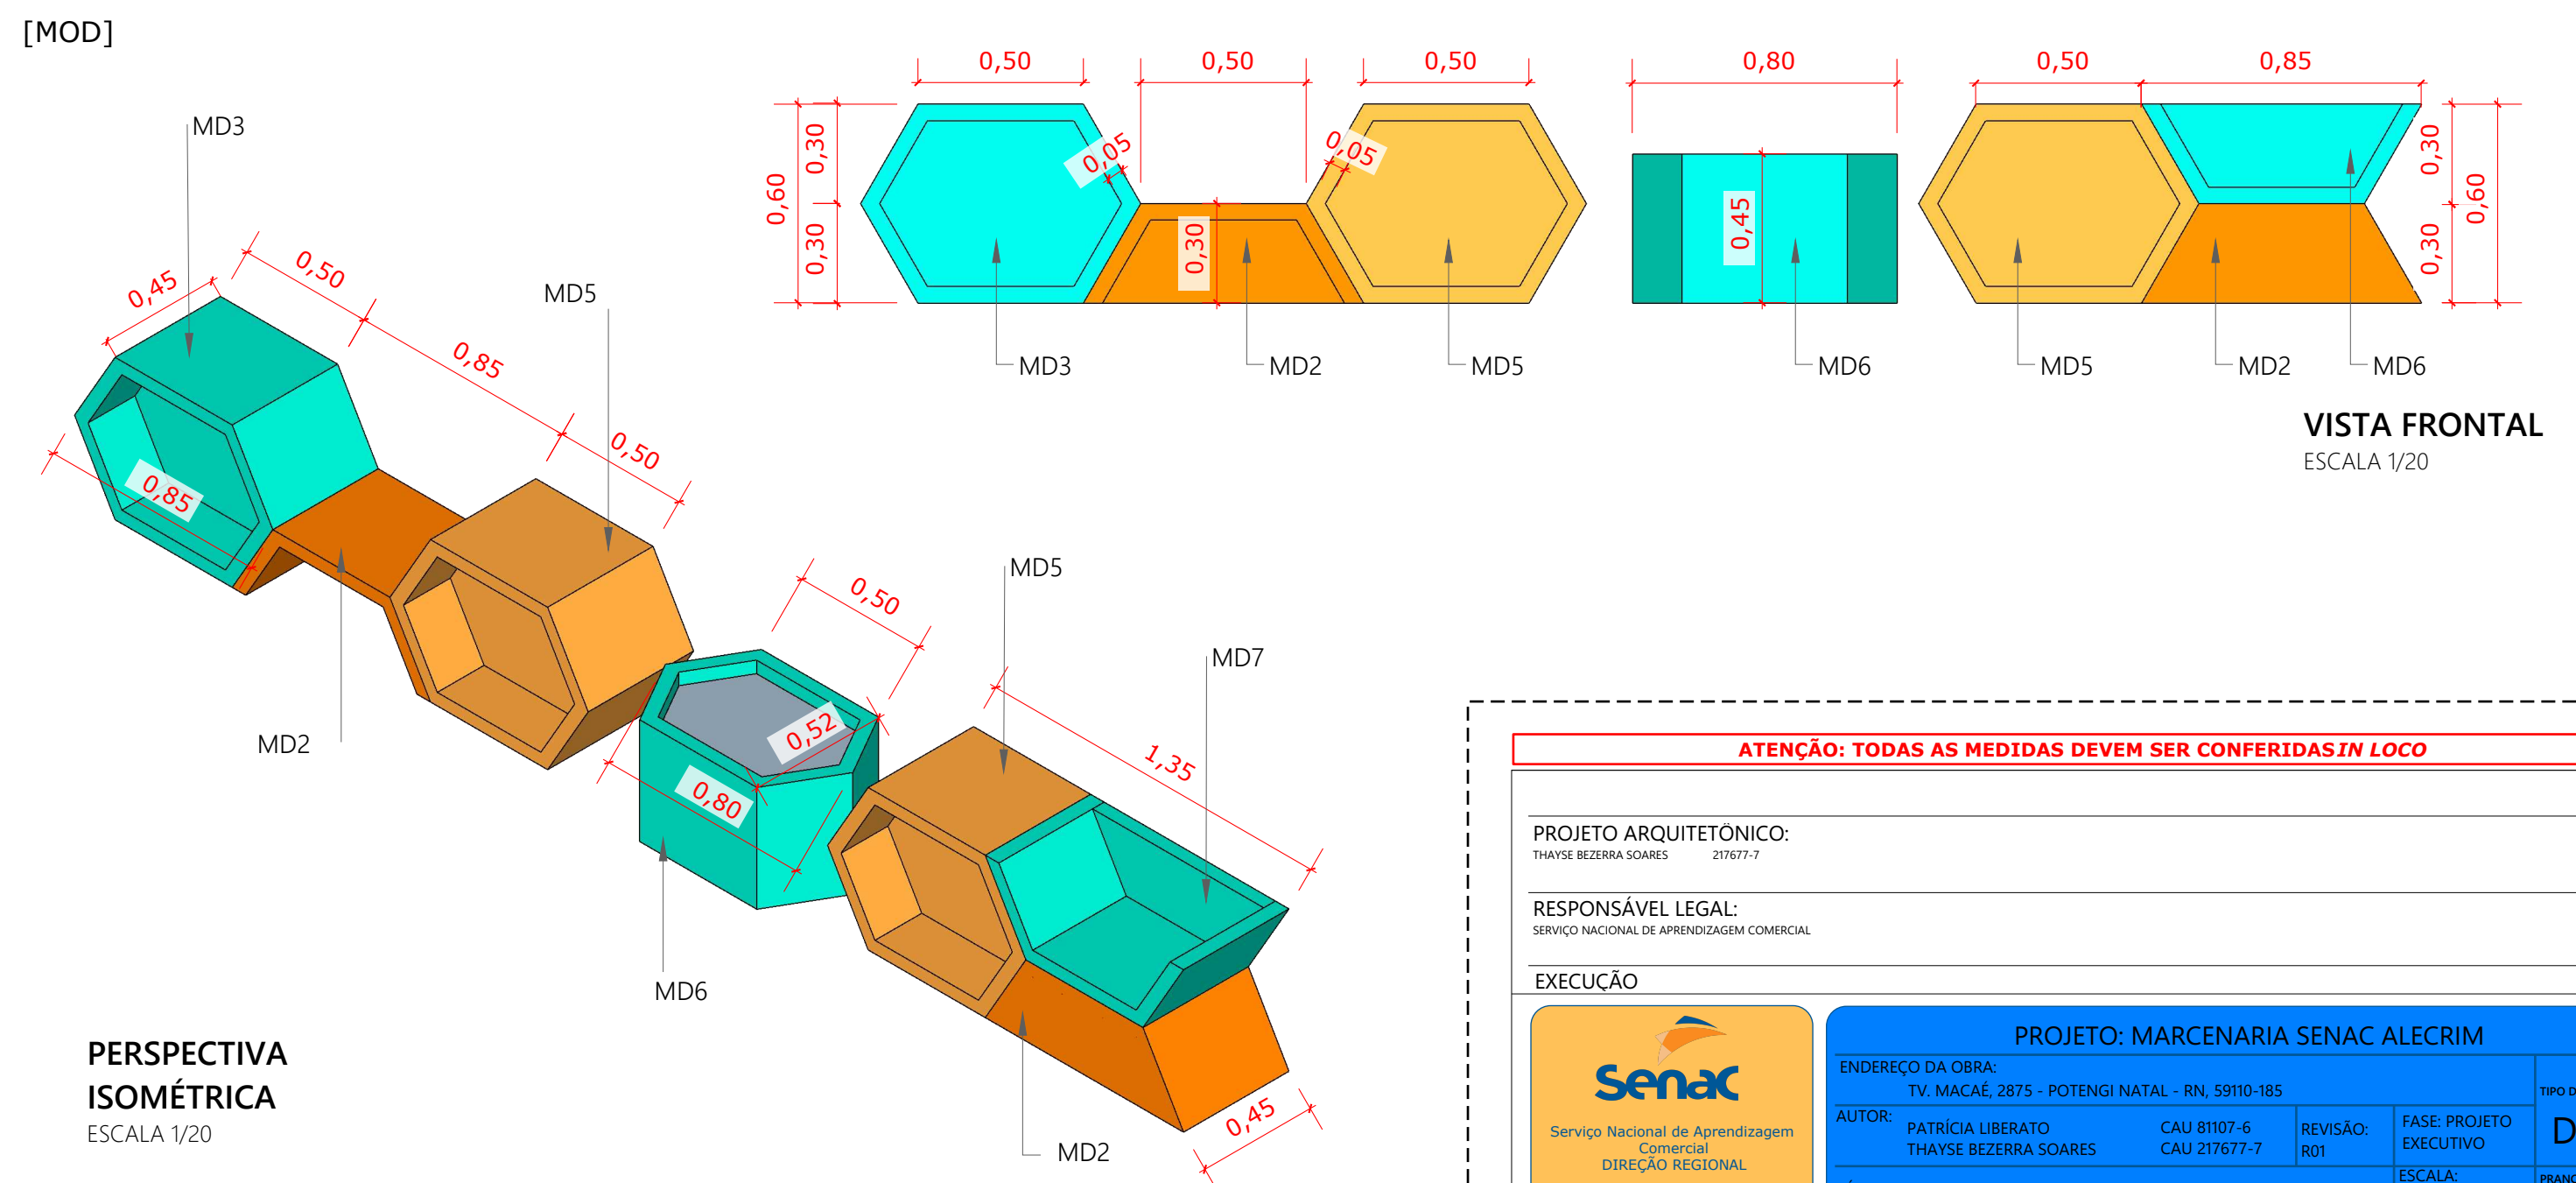 [MOD]
0,50
0,50
0,50
0,80
0,50
0,85
0,60
0,30
0,30
0,05
0,05
0,30
0,45
0,30
0,30
0,60
MD3
MD2
MD5
MD6
MD5
MD2
MD6
VISTA FRONTAL
ESCALA 1/20
MD3
0,45
0,50
MD5
0,85
0,50
0,85
MD2
MD5
0,50
MD7
0,52
0,80
1,35
MD6
MD2
0,45
PERSPECTIVA
ISOMÉTRICA
ESCALA 1/20
ATENÇÃO: TODAS AS MEDIDAS DEVEM SER CONFERIDAS IN LOCO
PROJETO ARQUITETÔNICO:
THAYSE BEZERRA SOARES 217677-7
RESPONSÁVEL LEGAL:
SERVIÇO NACIONAL DE APRENDIZAGEM COMERCIAL
EXECUÇÃO
Senac
Serviço Nacional de Aprendizagem
Comercial
DIREÇÃO REGIONAL
PROJETO: MARCENARIA SENAC ALECRIM
ENDEREÇO DA OBRA:
TV. MACAÉ, 2875 - POTENGI NATAL - RN, 59110-185
TIPO D
AUTOR:
PATRÍCIA LIBERATO CAU 81107-6
THAYSE BEZERRA SOARES CAU 217677-7
REVISÃO:
R01
FASE: PROJETO
EXECUTIVO
D
ESCALA: